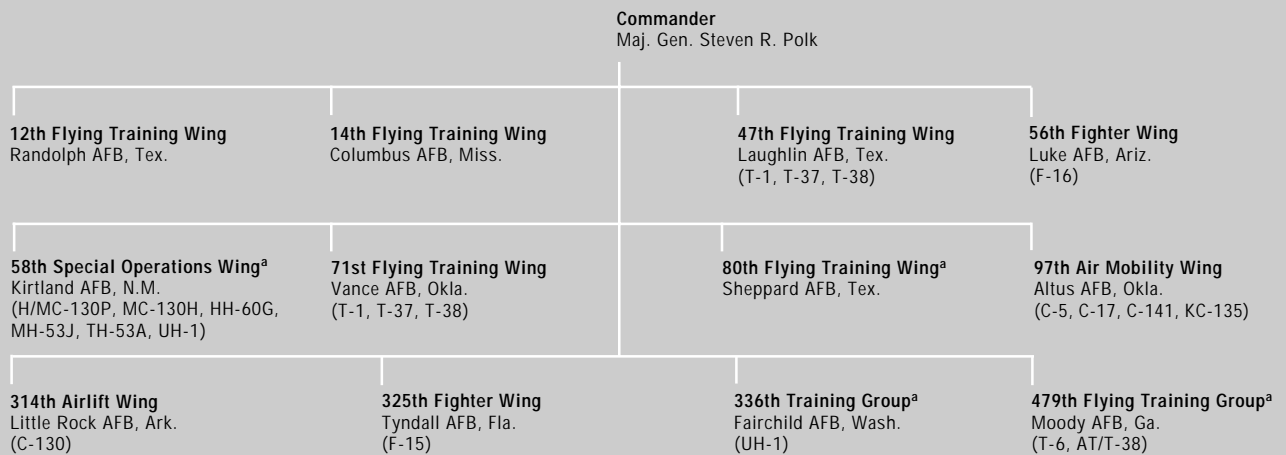 Commander
Maj. Gen. Steven R. Polk
12th Flying Training Wing
Randolph AFB, Tex.
14th Flying Training Wing
Columbus AFB, Miss.
47th Flying Training Wing
Laughlin AFB, Tex.
(T-1, T-37, T-38)
56th Fighter Wing
Luke AFB, Ariz.
(F-16)
58th Special Operations Wingᵃ
Kirtland AFB, N.M.
(H/MC-130P, MC-130H, HH-60G,
MH-53J, TH-53A, UH-1)
71st Flying Training Wing
Vance AFB, Okla.
(T-1, T-37, T-38)
80th Flying Training Wingᵃ
Sheppard AFB, Tex.
97th Air Mobility Wing
Altus AFB, Okla.
(C-5, C-17, C-141, KC-135)
314th Airlift Wing
Little Rock AFB, Ark.
(C-130)
325th Fighter Wing
Tyndall AFB, Fla.
(F-15)
336th Training Groupᵃ
Fairchild AFB, Wash.
(UH-1)
479th Flying Training Groupᵃ
Moody AFB, Ga.
(T-6, AT/T-38)